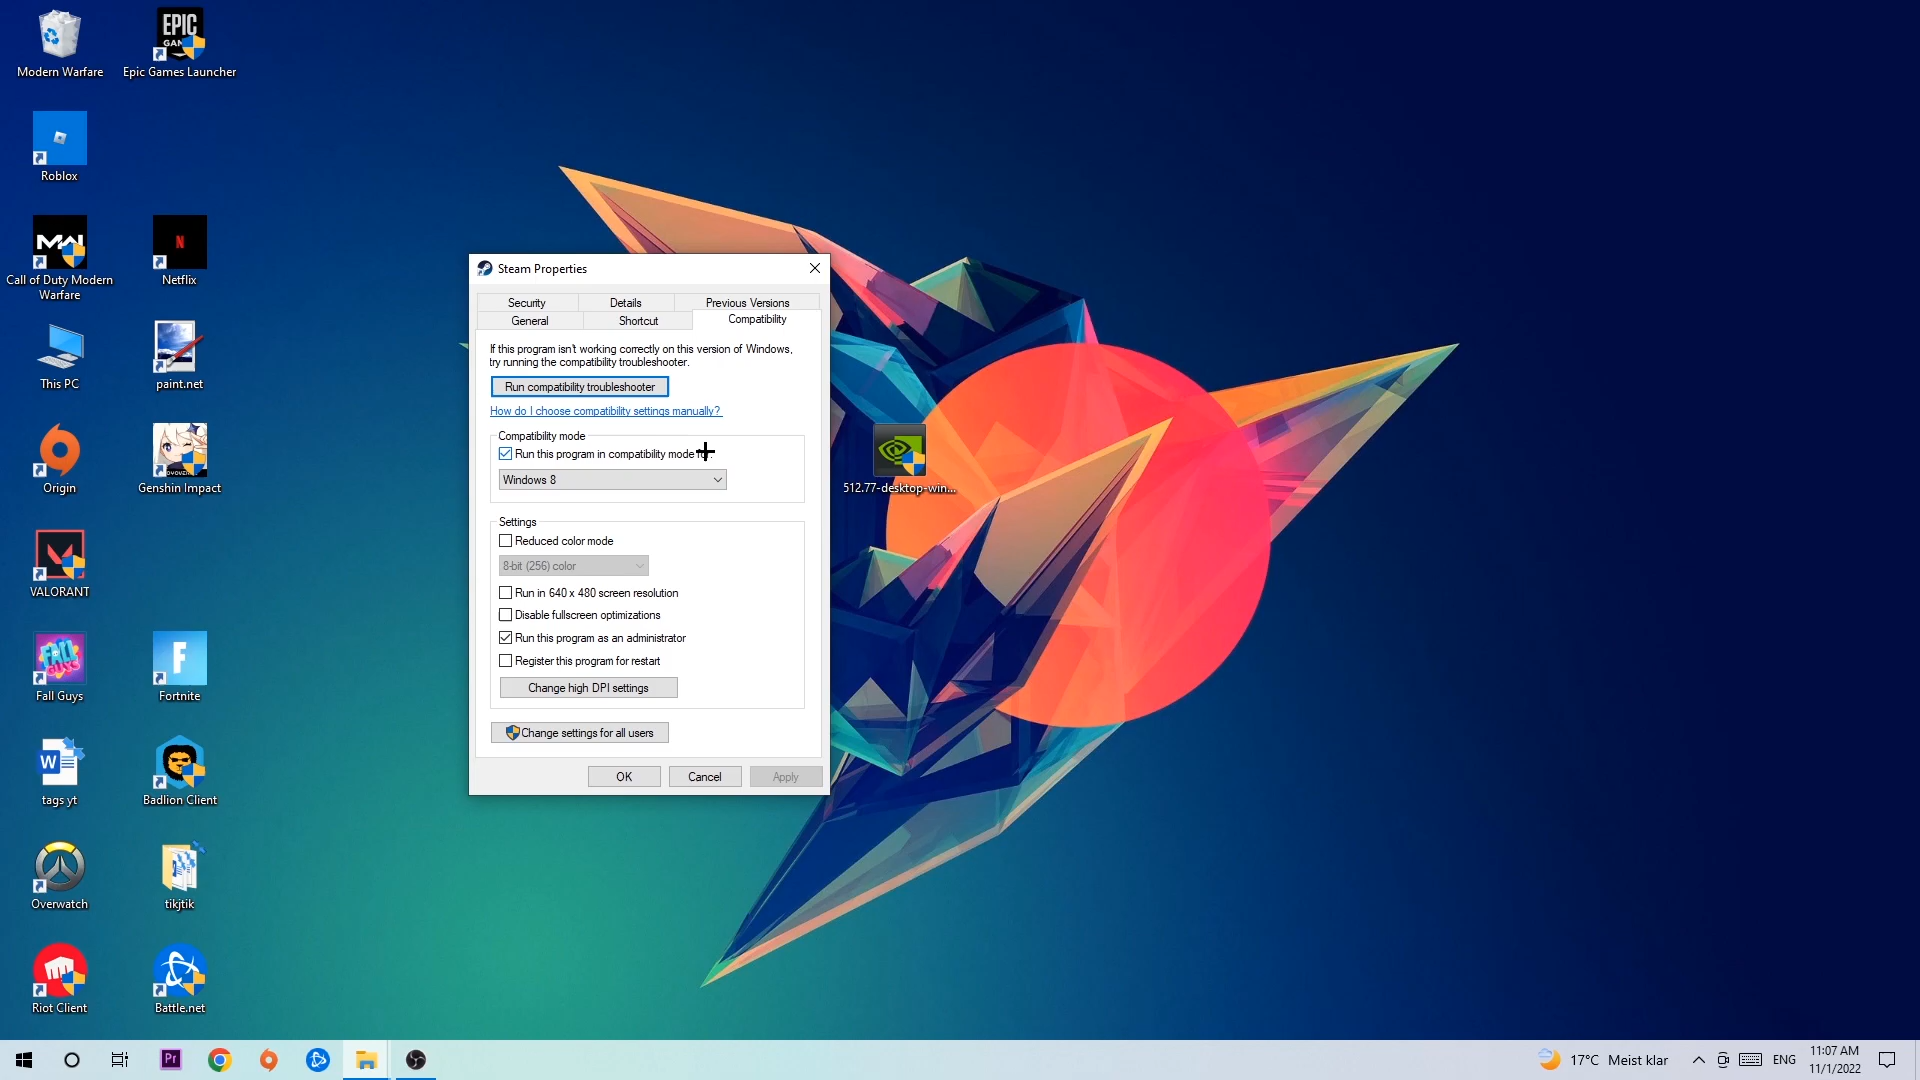 Modern Warfare
EPIC
GAM
Epic Games Launcher
Roblox
MW
Call of Duty Modern
Warfare
N
Netflix
This PC
paint.net
Origin
Genshin Impact
VALORANT
FALL
Fall Guys
F
Fortnite
W
tags yt
Badlion Client
Overwatch
tikjtik
Riot Client
Battle.net
512.77-desktop-win...
Steam Properties
Security
Details
Previous Versions
General
Shortcut
Compatibility
If this program isn't working correctly on this version of Windows,
try running the compatibility troubleshooter.
Run compatibility troubleshooter
How do I choose compatibility settings manually?
Compatibility mode
Run this program in compatibility mode
Windows 8
Settings
Reduced color mode
8-bit (256) color
Run in 640 x 480 screen resolution
Disable fullscreen optimizations
Run this program as an administrator
Register this program for restart
Change high DPI settings
Change settings for all users
OK
Cancel
Apply
Pr
17°C Meist klar
ENG
11:07 AM
11/1/2022